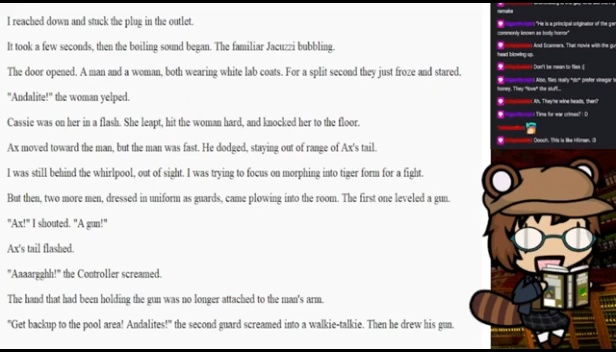 I reached down and stuck the plug in the outlet.
It took a few seconds, then the boiling sound began. The familiar Jacuzzi bubbling.
The door opened. A man and a woman, both wearing white lab coats. For a split second they just froze and stared.
"Andalite!" the woman yelped.
Cassie was on her in a flash. She leapt, hit the woman hard, and knocked her to the floor.
Ax moved toward the man, but the man was fast. He dodged, staying out of range of Ax's tail.
I was still behind the whirlpool, out of sight. I was trying to focus on morphing into tiger form for a fight.
But then, two more men, dressed in uniform as guards, came plowing into the room. The first one leveled a gun.
"Ax!" I shouted. "A gun!"
Ax's tail flashed.
"Aaaargghh!" the Controller screamed.
The hand that had been holding the gun was no longer attached to the man's arm.
"Get backup to the pool area! Andalites!" the second guard screamed into a walkie-talkie. Then he drew his gun.
remake
"He is a principal originator of the
commonly known as body horror"
And Scanners. That movie with the
head blowing up.
Don't be mean to flies :(
Also, flies really *do* prefer vinegar to
honey. They *love* the stuff...
Ah. They're wine heads, then?
Time for war crimes? :D
Ooooh. This is like Hitman. :3